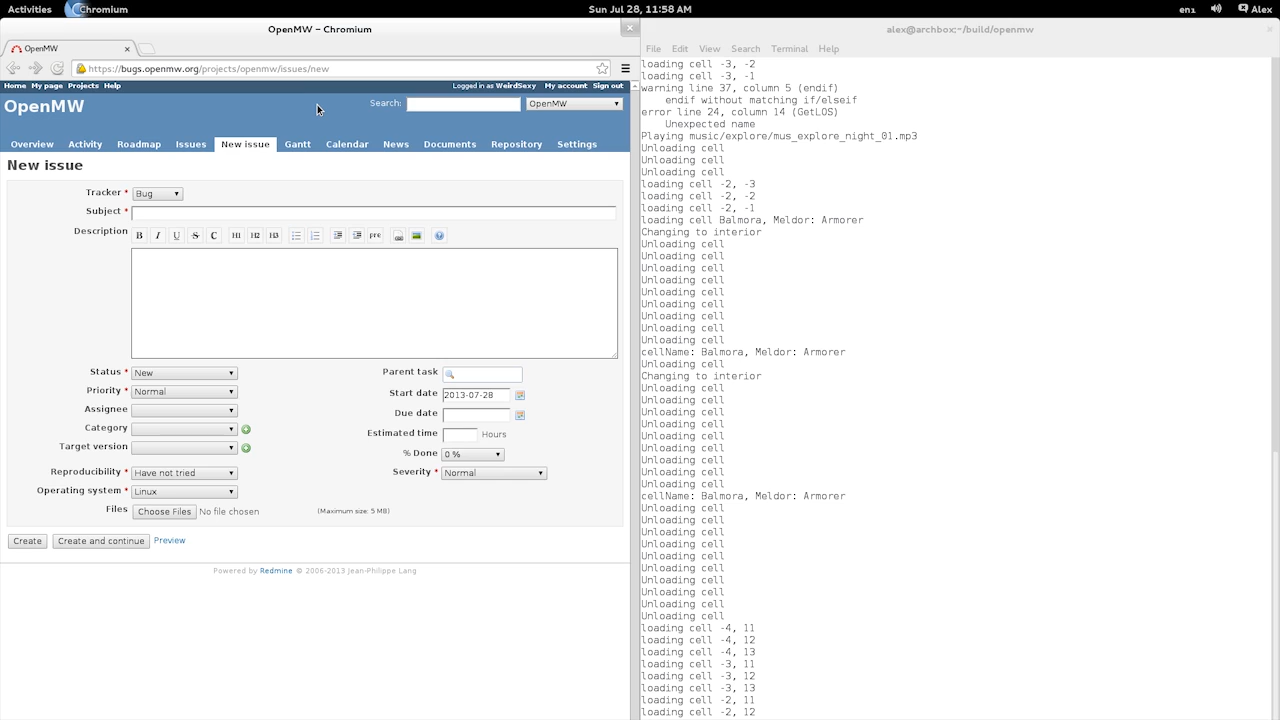 Activities
Chromium
Sun Jul 28, 11:58 AM
en₁
Alex
OpenMW – Chromium
OpenMW
https://bugs.openmw.org/projects/openmw/issues/new
Home My page Projects Help
Logged in as WeirdSexy My account Sign out
OpenMW
Search:
OpenMW
Overview Activity Roadmap Issues New issue Gantt Calendar News Documents Repository Settings
New issue
Tracker * Bug
Subject *
Description B I U S C H1 H2 H3 pre
Status * New
Parent task
Priority * Normal
Start date 2013-07-28
Assignee
Due date
Category
Estimated time Hours
Target version
% Done 0 %
Reproducibility * Have not tried
Severity * Normal
Operating system * Linux
Files Choose Files No file chosen (Maximum size: 5 MB)
Create Create and continue Preview
Powered by Redmine © 2006-2013 Jean-Philippe Lang
alex@archbox:~/build/openmw
File Edit View Search Terminal Help
loading cell -3, -2
loading cell -3, -1
warning line 37, column 5 (endif)
endif without matching if/elseif
error line 24, column 14 (GetLOS)
Unexpected name
Playing music/explore/mus_explore_night_01.mp3
Unloading cell
Unloading cell
Unloading cell
loading cell -2, -3
loading cell -2, -2
loading cell -2, -1
loading cell Balmora, Meldor: Armorer
Changing to interior
Unloading cell
Unloading cell
Unloading cell
Unloading cell
Unloading cell
Unloading cell
Unloading cell
Unloading cell
Unloading cell
cellName: Balmora, Meldor: Armorer
Unloading cell
Changing to interior
Unloading cell
Unloading cell
Unloading cell
Unloading cell
Unloading cell
Unloading cell
Unloading cell
Unloading cell
Unloading cell
cellName: Balmora, Meldor: Armorer
Unloading cell
Unloading cell
Unloading cell
Unloading cell
Unloading cell
Unloading cell
Unloading cell
Unloading cell
Unloading cell
Unloading cell
loading cell -4, 11
loading cell -4, 12
loading cell -4, 13
loading cell -3, 11
loading cell -3, 12
loading cell -3, 13
loading cell -2, 11
loading cell -2, 12